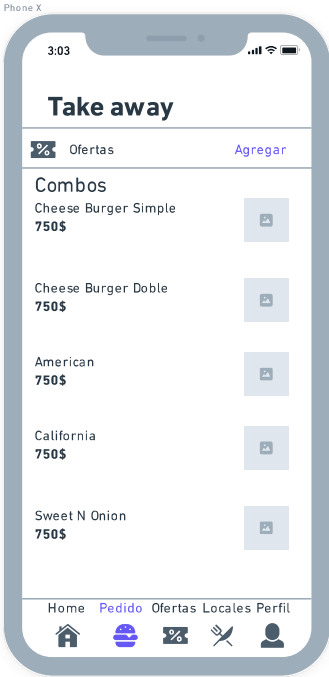 Phone X
3:03
Take away
% Ofertas Agregar
Combos
Cheese Burger Simple
750$
Cheese Burger Doble
750$
American
750$
California
750$
Sweet N Onion
750$
Home Pedido Ofertas Locales Perfil
%